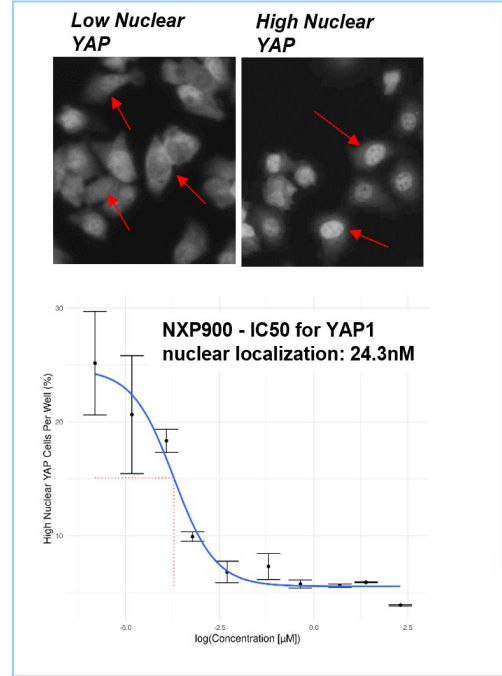 Low Nuclear
YAP
High Nuclear
YAP
NXP900 - IC50 for YAP1
nuclear localization: 24.3nM
High Nuclear YAP Cells Per Well (%)
30
20
10
-5.0
-2.5
0.0
2.5
log(Concentration [µM])